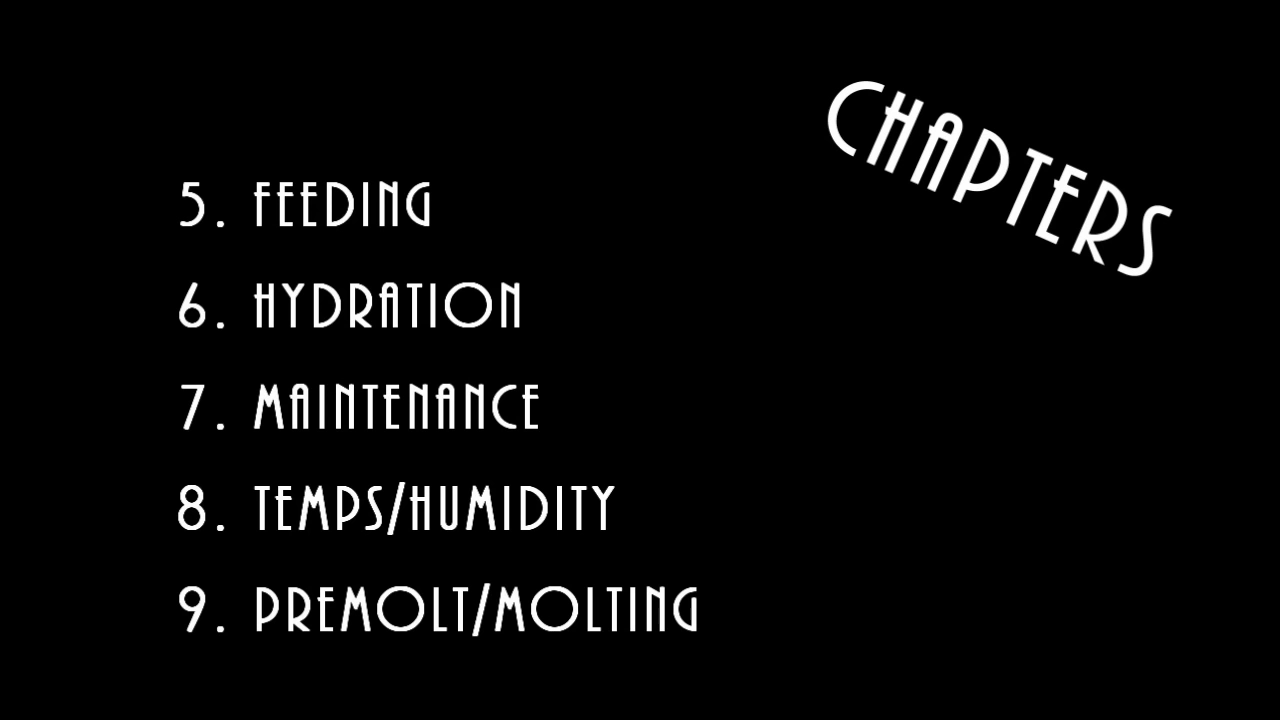 CHAPTERS
5. FEEDING
6. HYDRATION
7. MAINTENANCE
8. TEMPS/HUMIDITY
9. PREMOLT/MOLTING